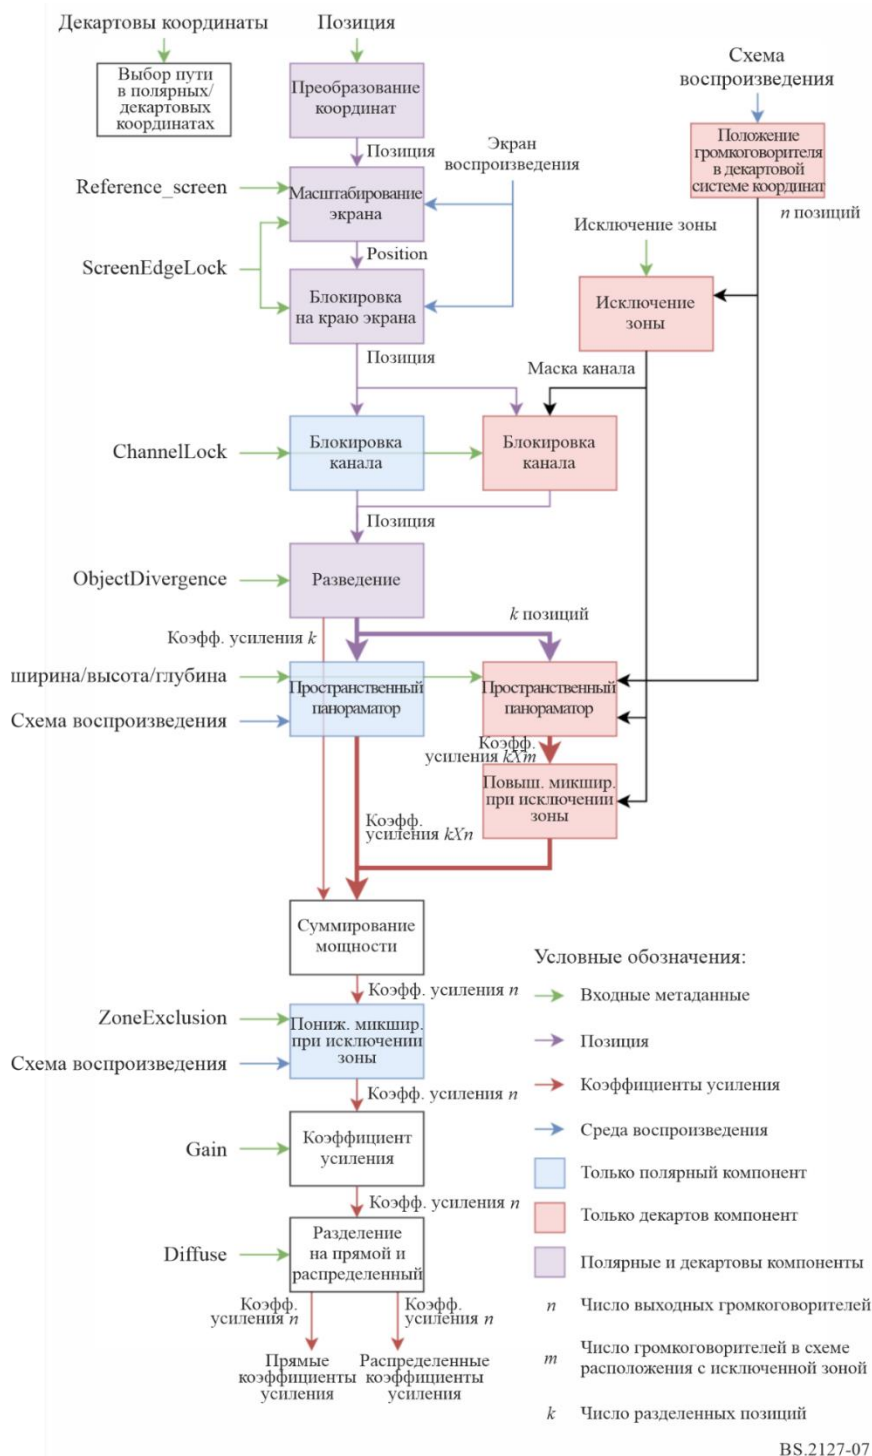 Декартовы координаты
Позиция
Выбор пути
в полярных/
декартовых
координатах
Преобразование
координат
Схема
воспроизведения
Позиция
Экран
воспроизведения
Положение
громкоговорителя
в декартовой
системе координат
Reference_screen
Масштабирование
экрана
n позиций
Исключение зоны
Position
ScreenEdgeLock
Блокировка
на краю экрана
Исключение
зоны
Позиция
Маска канала
ChannelLock
Блокировка
канала
Блокировка
канала
Позиция
ObjectDivergence
Разведение
Коэфф. усиления k
k позиций
ширина/высота/глубина
Пространственный
панораматор
Пространственный
панораматор
Схема воспроизведения
Коэфф.
усиления kXm
Повыш. микшир.
при исключении
зоны
Коэфф.
усиления kXn
Суммирование
мощности
Коэфф. усиления n
ZoneExclusion
Пониж. микшир.
при исключении
зоны
Схема воспроизведения
Коэфф. усиления n
Gain
Коэффициент
усиления
Коэфф. усиления n
Diffuse
Разделение
на прямой и
распределенный
Коэфф.
усиления n
Коэфф.
усиления n
Прямые
коэффициенты
усиления
Распределенные
коэффициенты
усиления
Условные обозначения:
Входные метаданные
Позиция
Коэффициенты усиления
Среда воспроизведения
Только полярный компонент
Только декартов компонент
Полярные и декартовы компоненты
n Число выходных громкоговорителей
m Число громкоговорителей в схеме
расположения с исключенной зоной
k Число разделенных позиций
BS.2127-07